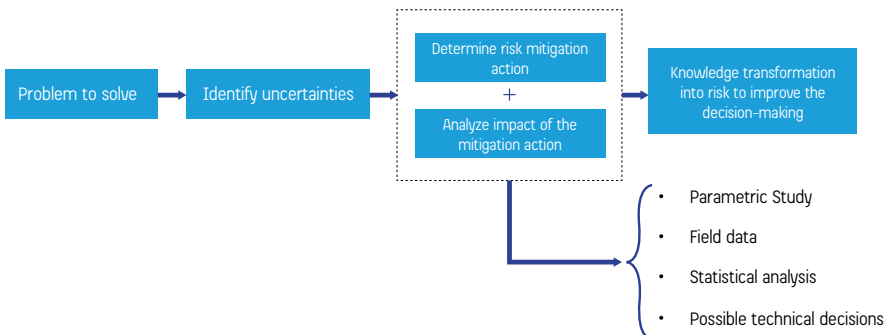 Problem to solve
Identify uncertainties
Determine risk mitigation
action
+
Analyze impact of the
mitigation action
Knowledge transformation
into risk to improve the
decision-making
• Parametric Study
• Field data
• Statistical analysis
• Possible technical decisions